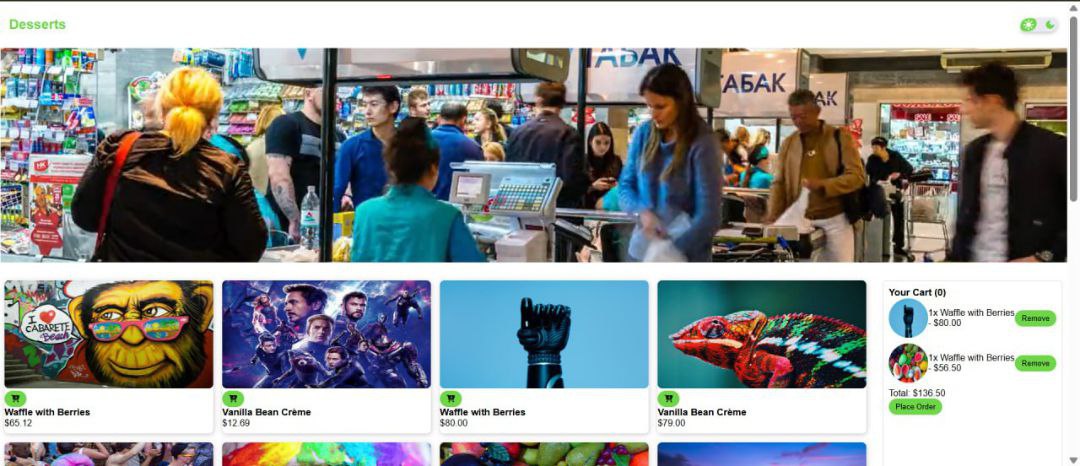 Desserts
ТАБАК
ТАБАК
БАК
I ❤ CABARETE Beach
Your Cart (0)
1x Waffle with Berries
- $80.00
Remove
1x Waffle with Berries
- $56.50
Remove
Total: $136.50
Place Order
Waffle with Berries
$65.12
Vanilla Bean Crème
$12.69
Waffle with Berries
$80.00
Vanilla Bean Crème
$79.00